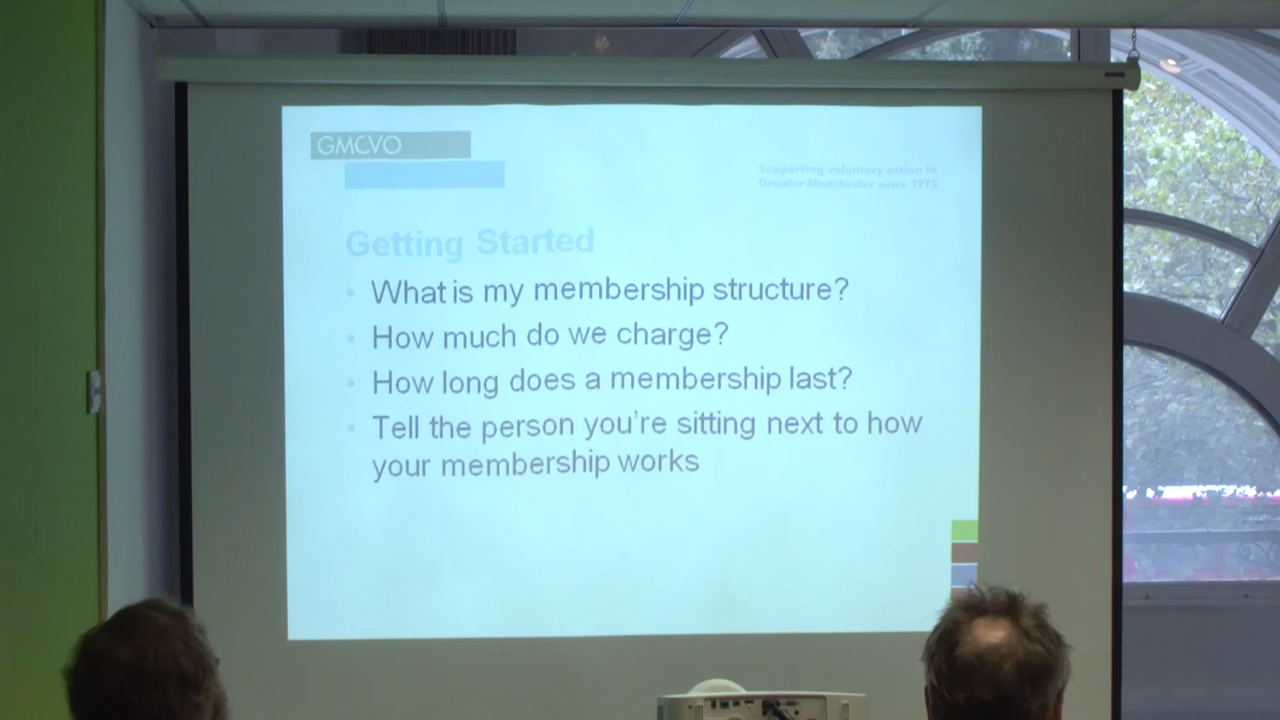 GMCVO
Supporting voluntary action in
Greater Manchester since 1975
Getting Started
• What is my membership structure?
• How much do we charge?
• How long does a membership last?
• Tell the person you’re sitting next to how
your membership works